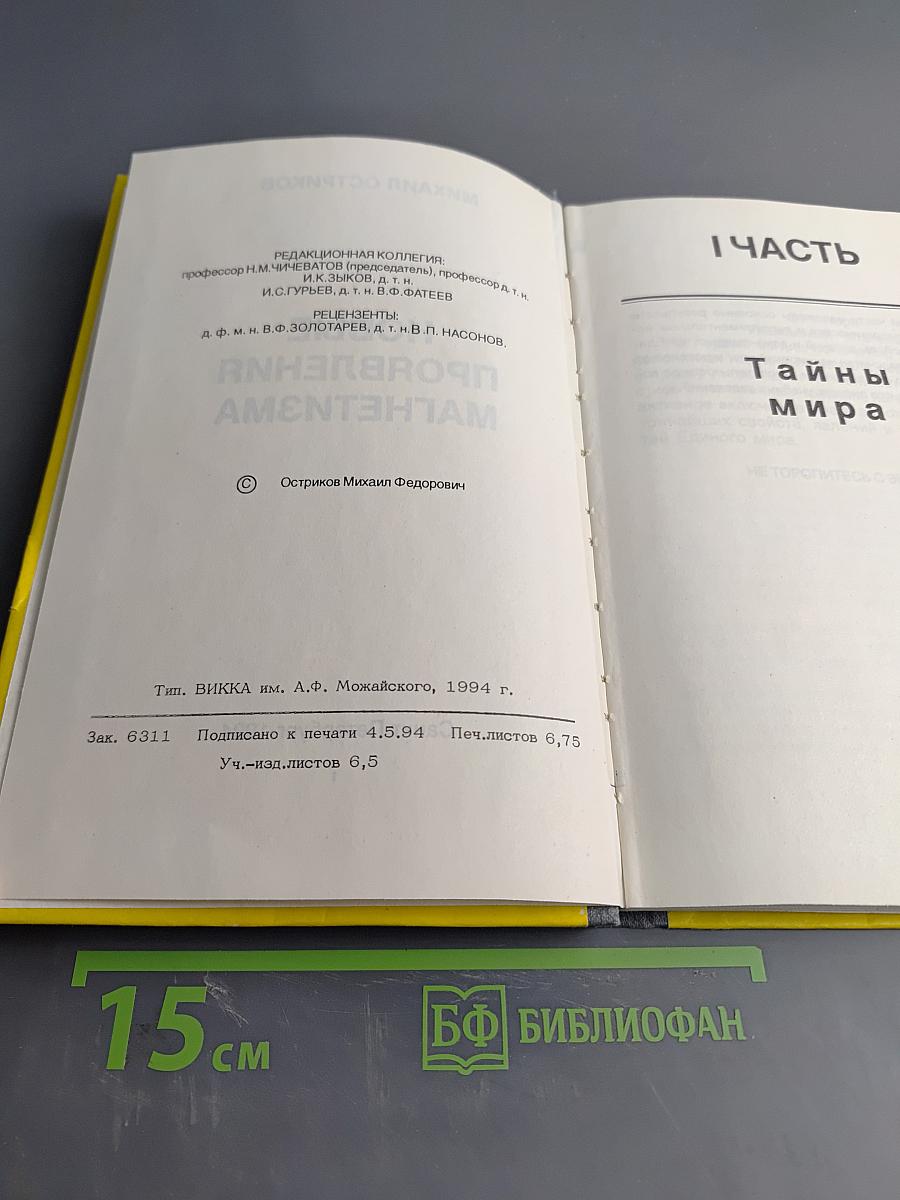 РЕДАКЦИОННАЯ КОЛЛЕГИЯ:
профессор Н.М.ЧИЧЕВАТОВ (председатель), профессор д. т. н.
И.К.ЗЫКОВ, д. т. н.
И.С.ГУРЬЕВ, д. т. н. В.Ф.ФАТЕЕВ
РЕЦЕНЗЕНТЫ:
д. ф. м. н. В.Ф.ЗОЛОТАРЕВ, д. т. н.В.П. НАСОНОВ.
© Остриков Михаил Федорович
Тип. ВИККА им. А.Ф. Можайского, 1994 г.
Зак. 6311 Подписано к печати 4.5.94 Печ.листов 6,75
Уч.-изд.листов 6,5
I ЧАСТЬ
Тайны
мира
15 см
БФ БИБЛИОФАН